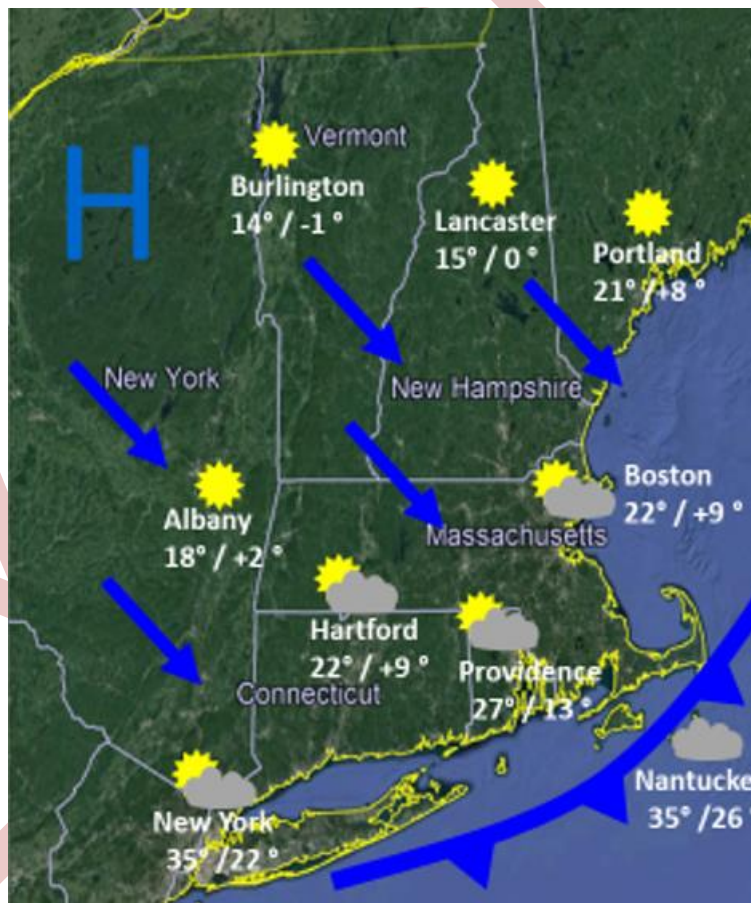 Vermont
H
Burlington
14° / -1 °
Lancaster
15° / 0 °
Portland
21° /+8 °
New York
New Hampshire
Boston
22° / +9 °
Albany
18° / +2 °
Massachusetts
Hartford
22° / +9 °
Providence
27° / 13 °
Connecticut
Nantucke
35° /26 °
New York
35° /22 °